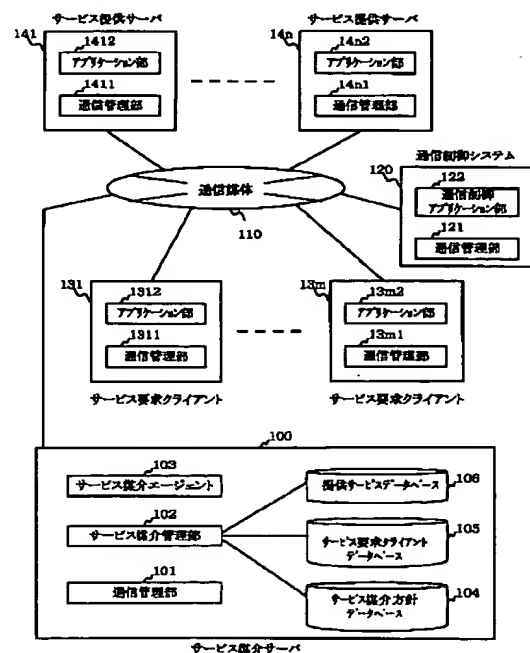 サービス提供サーバ
サービス提供サーバ
141
1412
アプリケーション部
1411
通信管理部
14n
14n2
アプリケーション部
14n1
通信管理部
通信制御システム
120
122
通信制御
アプリケーション部
121
通信管理部
通信媒体
110
131
1312
アプリケーション部
1311
通信管理部
13m
13m2
アプリケーション部
13m1
通信管理部
サービス要求クライアント
サービス要求クライアント
100
103
サービス媒介エージェント
102
サービス媒介管理部
101
通信管理部
106
提供サービスデータベース
105
サービス要求クライアント
データベース
104
サービス媒介方針
データベース
サービス媒介サーバ